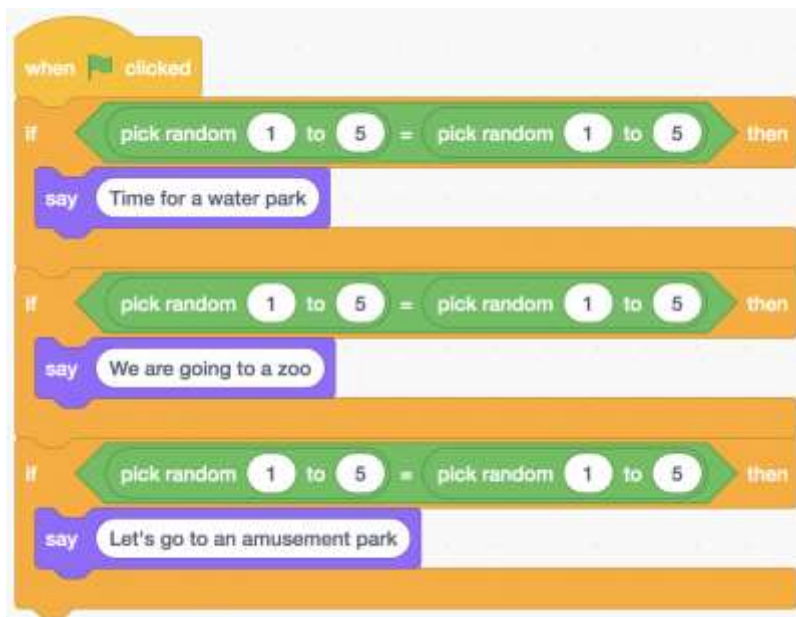 when clicked
if pick random 1 to 5 = pick random 1 to 5 then
say Time for a water park
if pick random 1 to 5 = pick random 1 to 5 then
say We are going to a zoo
if pick random 1 to 5 = pick random 1 to 5 then
say Let's go to an amusement park